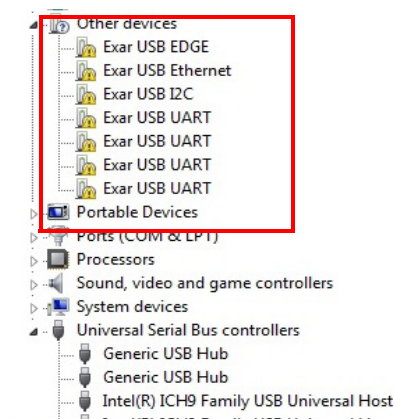 Other devices
Exar USB EDGE
Exar USB Ethernet
Exar USB I2C
Exar USB UART
Exar USB UART
Exar USB UART
Exar USB UART
Portable Devices
Ports (COM & LPT)
Processors
Sound, video and game controllers
System devices
Universal Serial Bus controllers
Generic USB Hub
Generic USB Hub
Intel(R) ICH9 Family USB Universal Host